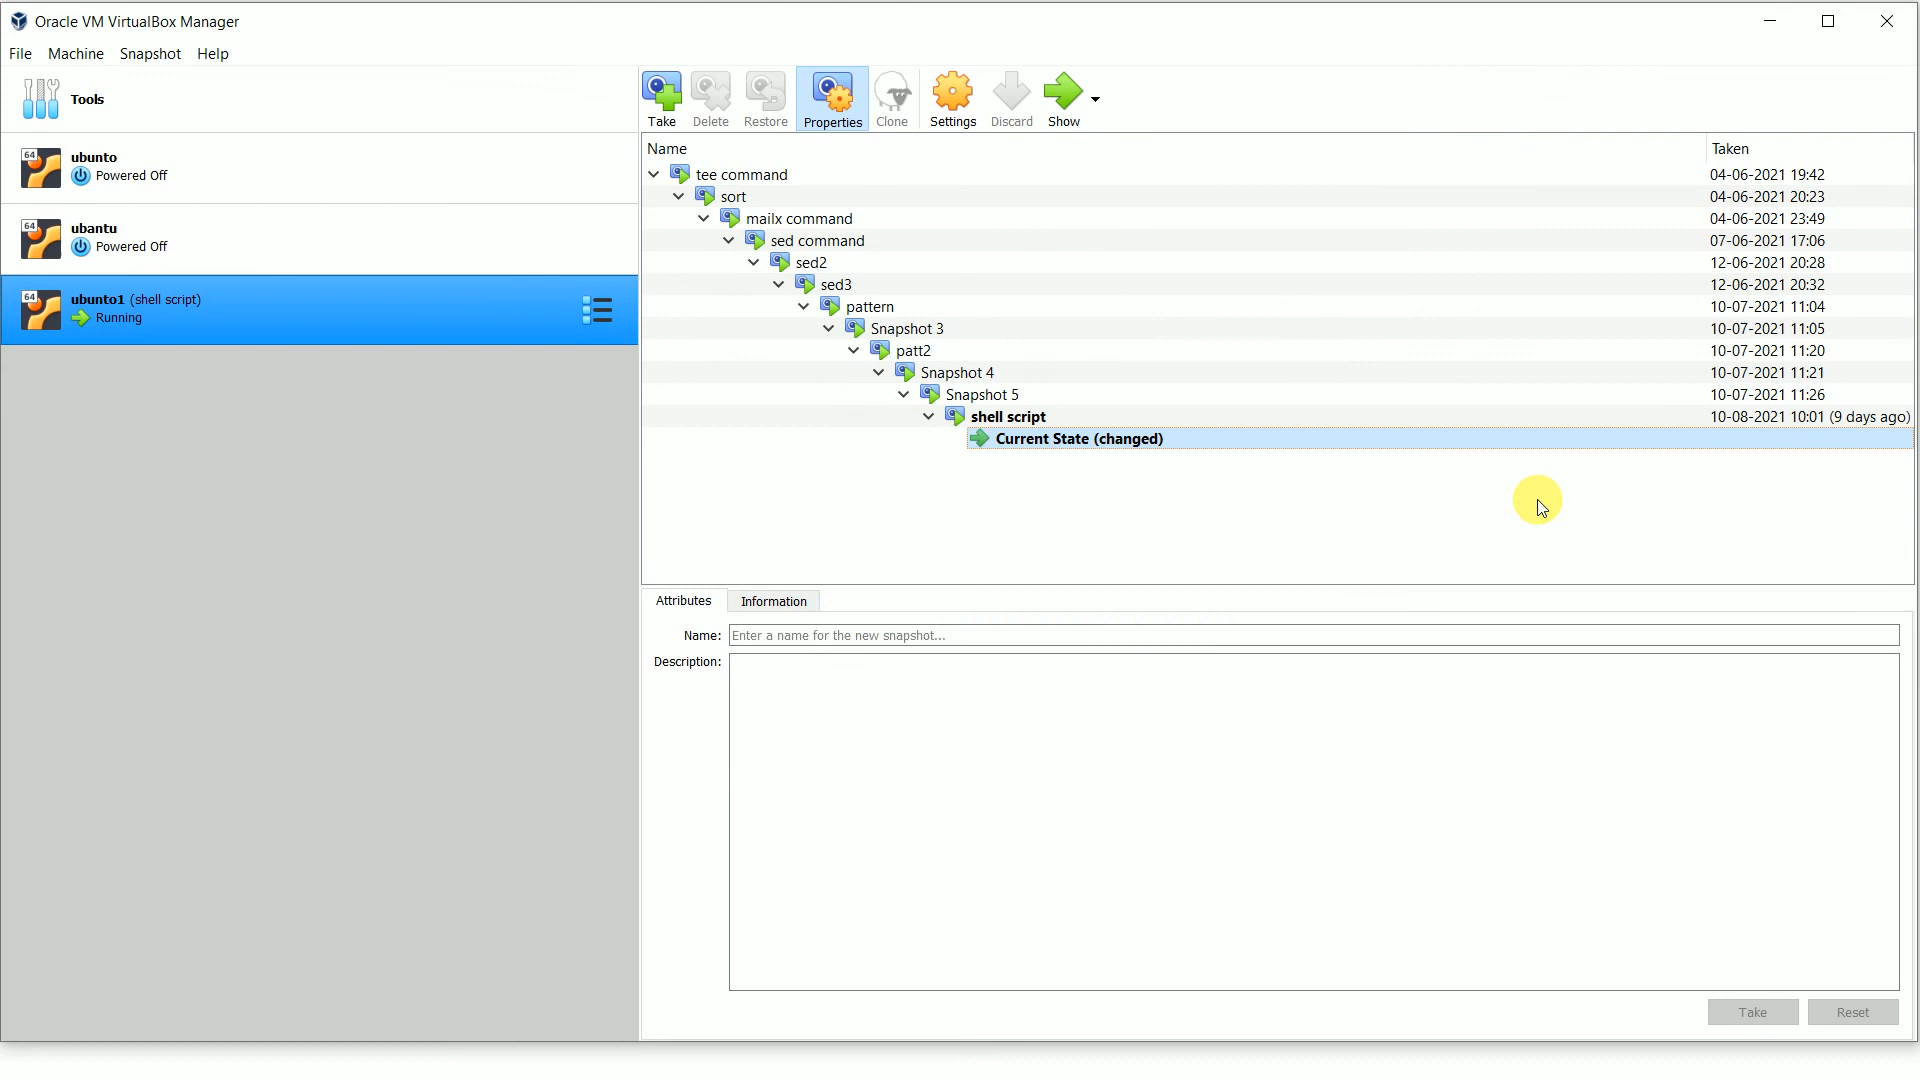 Oracle VM VirtualBox Manager
File Machine Snapshot Help
Tools
64 ubunto
Powered Off
64 ubantu
Powered Off
64 ubunto1 (shell script)
Running
Take Delete Restore Properties Clone Settings Discard Show
Name Taken
tee command 04-06-2021 19:42
sort 04-06-2021 20:23
mailx command 04-06-2021 23:49
sed command 07-06-2021 17:06
sed2 12-06-2021 20:28
sed3 12-06-2021 20:32
pattern 10-07-2021 11:04
Snapshot 3 10-07-2021 11:05
patt2 10-07-2021 11:20
Snapshot 4 10-07-2021 11:21
Snapshot 5 10-07-2021 11:26
shell script 10-08-2021 10:01 (9 days ago)
Current State (changed)
Attributes Information
Name: Enter a name for the new snapshot...
Description:
Take Reset